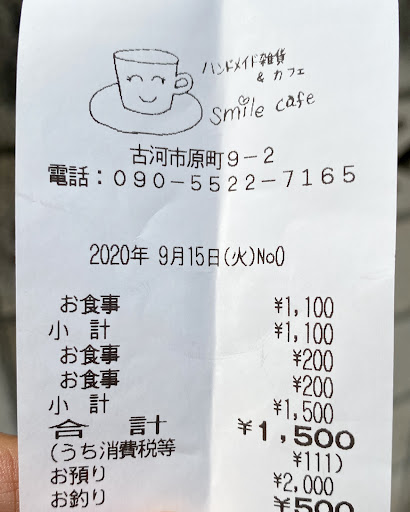 ハンドメイド雑貨
& カフェ
smile cafe
古河市原町9-2
電話:090-5522-7165
2020年 9月15日(火)No0
お食事 ¥1,100
小 計 ¥1,100
お食事 ¥200
お食事 ¥200
小 計 ¥1,500
合 計 ¥1,500
(うち消費税等 ¥111)
お預り ¥2,000
お釣り ¥500